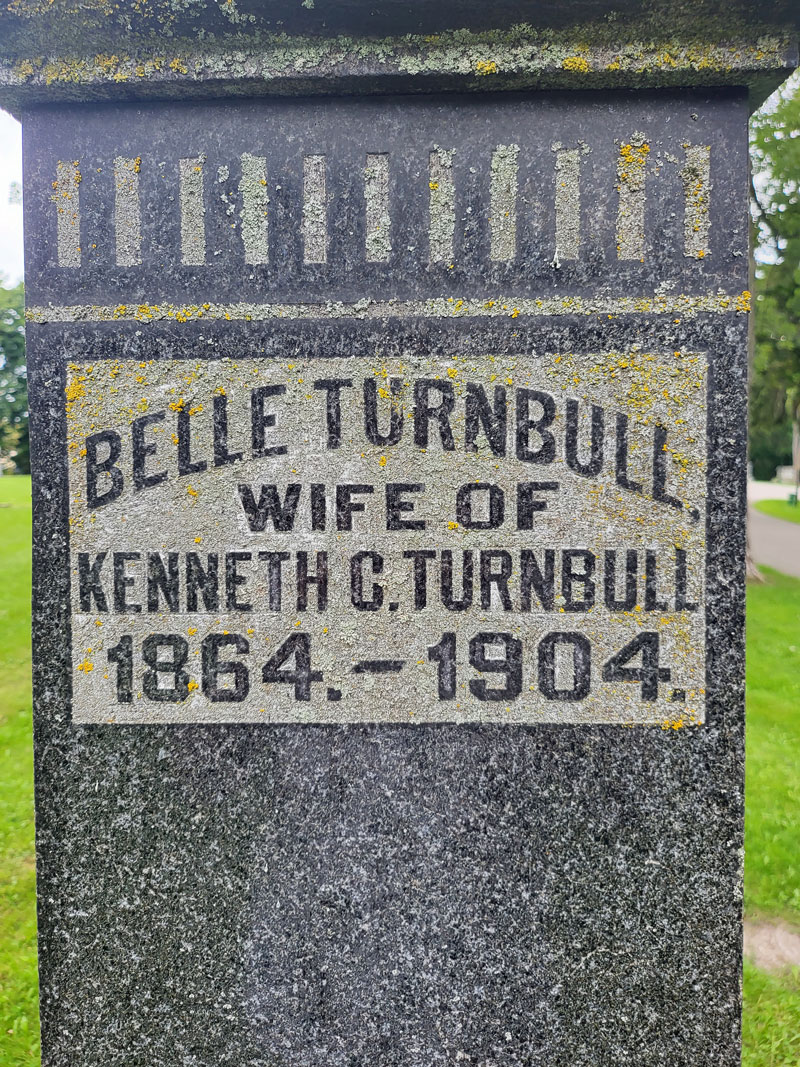 BELLE TURNBULL,
WIFE OF
KENNETH C. TURNBULL
1864. – 1904.